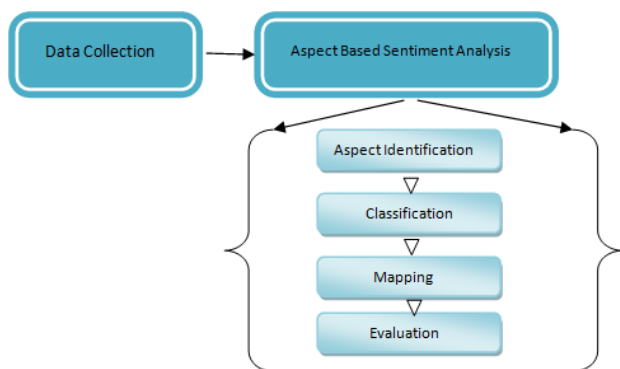 Data Collection
Aspect Based Sentiment Analysis
Aspect Identification
Classification
Mapping
Evaluation